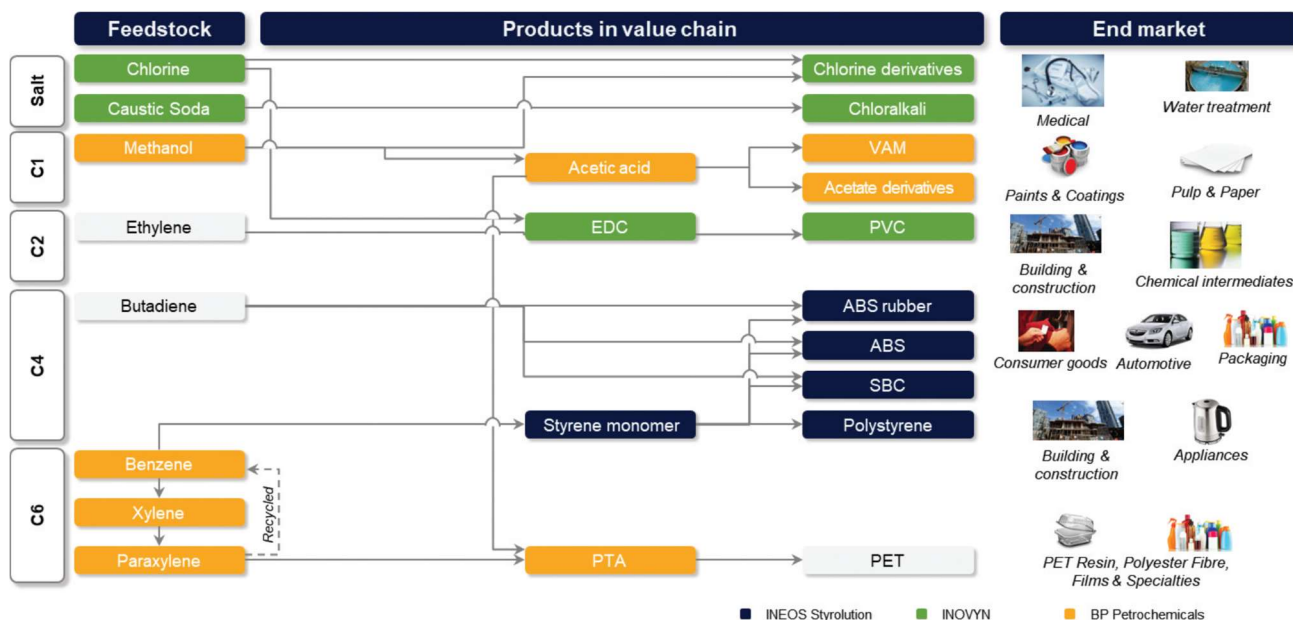 Feedstock
Products in value chain
End market
Salt
Chlorine
Chlorine derivatives
Caustic Soda
Chloralkali
Medical
Water treatment
C1
Methanol
Acetic acid
VAM
Acetate derivatives
Paints & Coatings
Pulp & Paper
C2
Ethylene
EDC
PVC
Building &
construction
Chemical intermediates
C4
Butadiene
ABS rubber
ABS
SBC
Styrene monomer
Polystyrene
Consumer goods
Automotive
Packaging
Building &
construction
Appliances
C6
Benzene
Xylene
Paraxylene
Recycled
PTA
PET
PET Resin, Polyester Fibre,
Films & Specialties
INEOS Styrolution
INOVYN
BP Petrochemicals